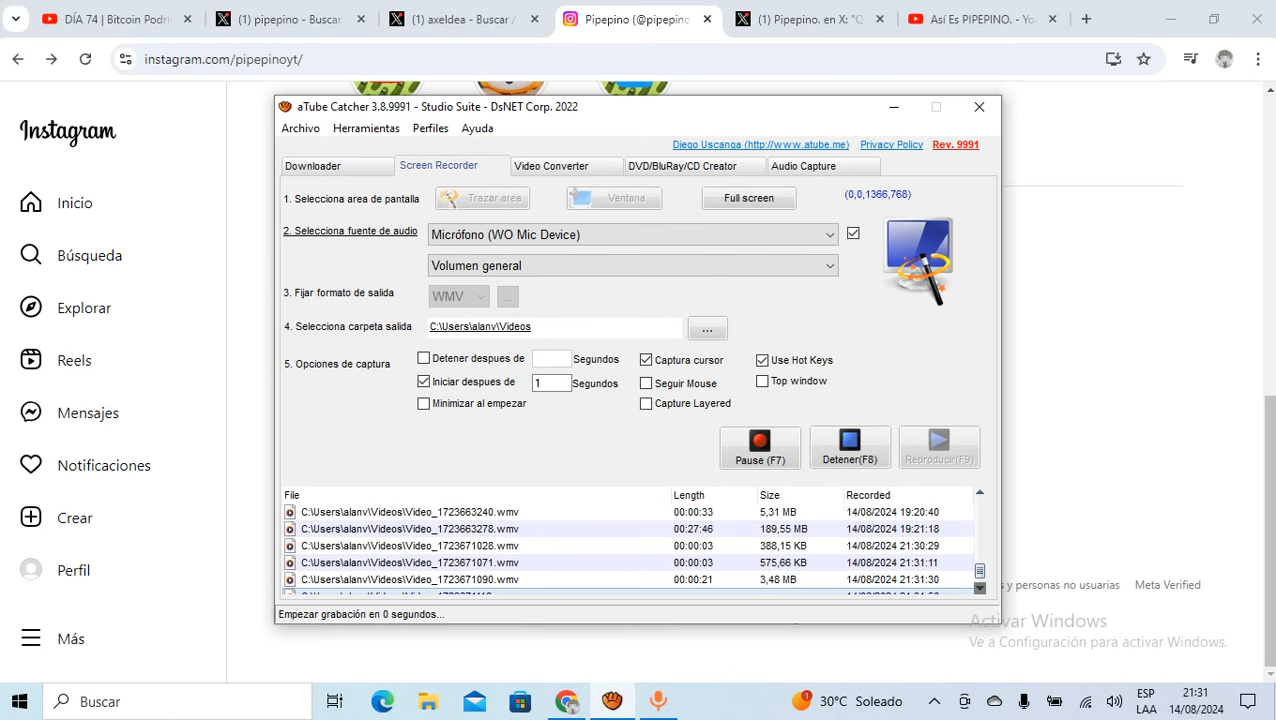 DÍA 74 | Bitcoin Podri
(1) pipepino - Buscar
(1) axeldea - Buscar /
Pipepino (@pipepino
(1) Pipepino. en X: "Q
Así Es PIPEPINO. - Yo
instagram.com/pipepinoyt/
Instagram
Inicio
Búsqueda
Explorar
Reels
Mensajes
Notificaciones
Crear
Perfil
Más
aTube Catcher 3.8.9991 - Studio Suite - DsNET Corp. 2022
Archivo Herramientas Perfiles Ayuda
Diego Uscanga (http://www.atube.me) Privacy Policy Rev. 9991
Downloader Screen Recorder Video Converter DVD/BluRay/CD Creator Audio Capture
1. Selecciona area de pantalla Trazar area Ventana Full screen (0,0,1366,768)
2. Selecciona fuente de audio Micrófono (WO Mic Device)
Volumen general
3. Fijar formato de salida WMV ...
4. Selecciona carpeta salida C:\Users\alanv\Videos ...
5. Opciones de captura
Detener despues de Segundos Captura cursor Use Hot Keys
Iniciar despues de 1 Segundos Seguir Mouse Top window
Minimizar al empezar Capture Layered
Pause (F7) Detener(F8) Reproducir(F9)
File Length Size Recorded
C:\Users\alanv\Videos\Video_1723663240.wmv 00:00:33 5,31 MB 14/08/2024 19:20:40
C:\Users\alanv\Videos\Video_1723663278.wmv 00:27:46 189,55 MB 14/08/2024 19:21:18
C:\Users\alanv\Videos\Video_1723671028.wmv 00:00:03 388,15 KB 14/08/2024 21:30:29
C:\Users\alanv\Videos\Video_1723671071.wmv 00:00:03 575,66 KB 14/08/2024 21:31:11
C:\Users\alanv\Videos\Video_1723671090.wmv 00:00:21 3,48 MB 14/08/2024 21:31:30
Empezar grabación en 0 segundos...
s y personas no usuarias Meta Verified
Activar Windows
Ve a Configuración para activar Windows.
Buscar
1
30°C Soleado
ESP
LAA
21:31
14/08/2024